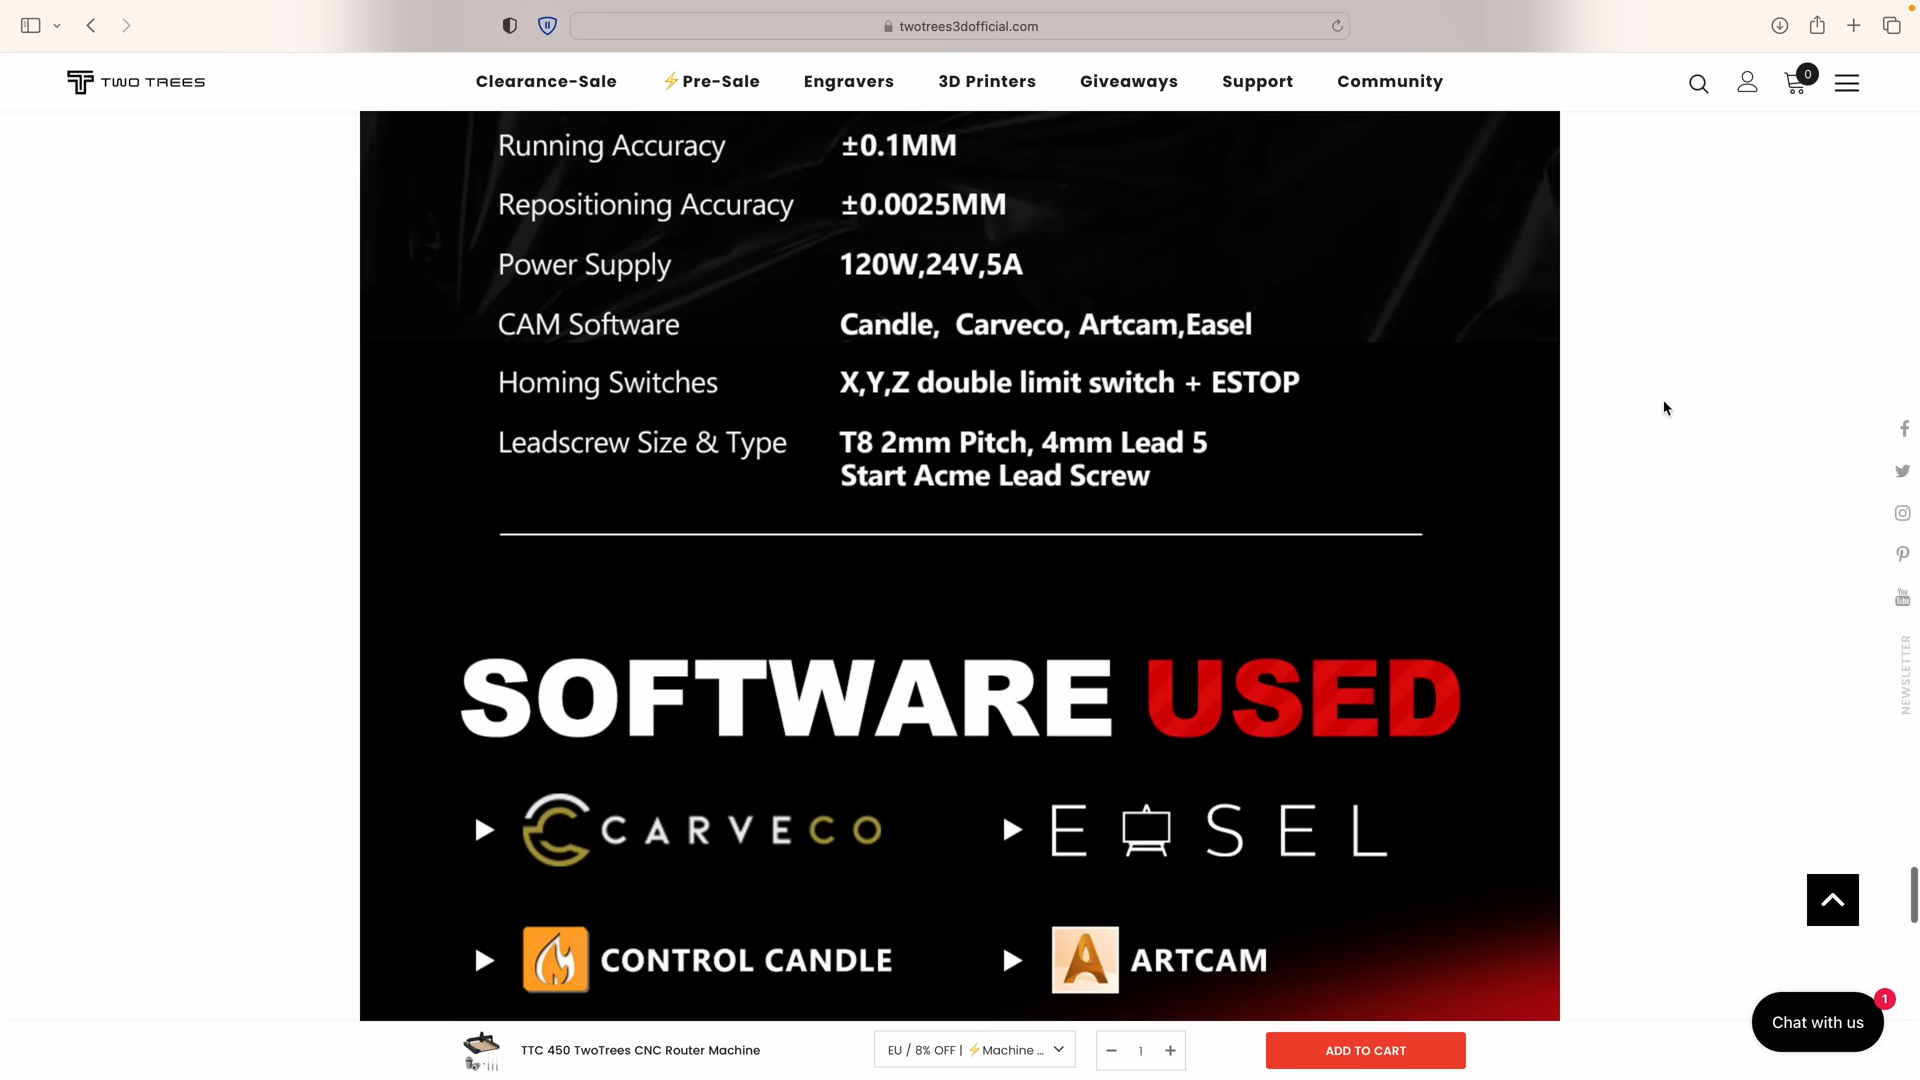 twotrees3dofficial.com
TWO TREES
Clearance-Sale
⚡Pre-Sale
Engravers
3D Printers
Giveaways
Support
Community
0
Running Accuracy ±0.1MM
Repositioning Accuracy ±0.0025MM
Power Supply 120W,24V,5A
CAM Software Candle, Carveco, Artcam,Easel
Homing Switches X,Y,Z double limit switch + ESTOP
Leadscrew Size & Type T8 2mm Pitch, 4mm Lead 5
Start Acme Lead Screw
You Tube
NEWSLETTER
SOFTWARE USED
CARVECO
EASEL
CONTROL CANDLE
ARTCAM
1
Chat with us
TTC 450 TwoTrees CNC Router Machine
EU / 8% OFF | ⚡Machine ...
− 1 +
ADD TO CART